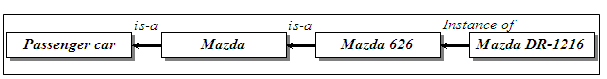 is-a is-a Instance of
Passenger car Mazda Mazda 626 Mazda DR-1216